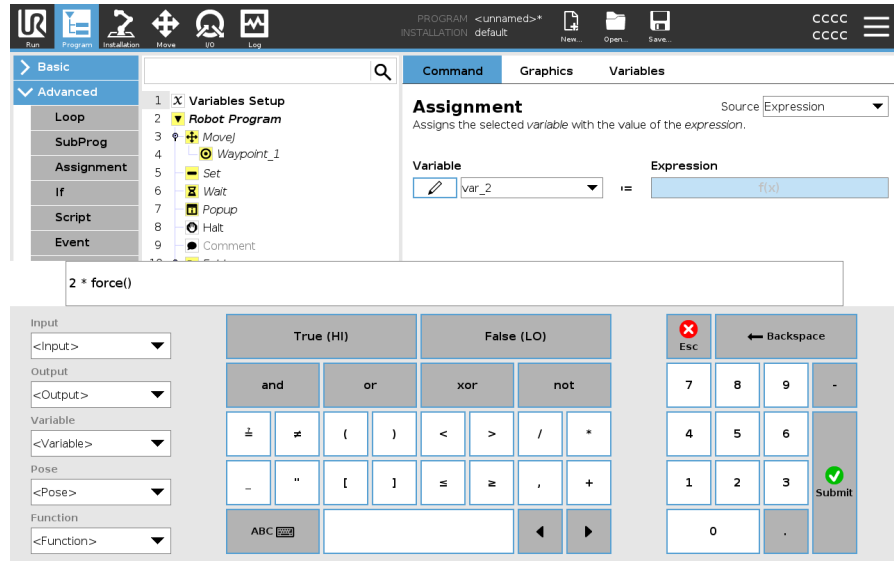 UR
PROGRAM <unnamed>*
INSTALLATION default
Run
Program
Installation
Move
I/O
Log
New...
Open...
Save...
CCCC
CCCC
Basic
Advanced
Loop
SubProg
Assignment
If
Script
Event
1 X Variables Setup
2 Robot Program
3 MoveJ
4 Waypoint_1
5 Set
6 Wait
7 Popup
8 Halt
9 Comment
Command Graphics Variables
Assignment
Source Expression
Assigns the selected variable with the value of the expression.
Variable Expression
var_2 := f(x)
2 * force()
Input
<Input>
Output
<Output>
Variable
<Variable>
Pose
<Pose>
Function
<Function>
True (HI) False (LO)
and or xor not
≟ ≠ ( ) < > / *
_ " [ ] ≤ ≥ , +
ABC
Esc
Backspace
7 8 9 -
4 5 6
1 2 3
Submit
0 .